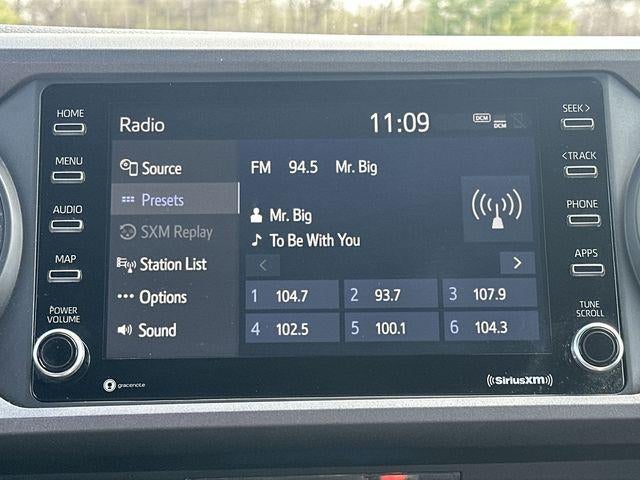 HOME
MENU
AUDIO
MAP
POWER
VOLUME
Radio
11:09
DCM
DCM
Source
Presets
SXM Replay
Station List
Options
Sound
FM 94.5 Mr. Big
Mr. Big
To Be With You
< >
1 104.7 2 93.7 3 107.9
4 102.5 5 100.1 6 104.3
SEEK >
< TRACK
PHONE
APPS
TUNE
SCROLL
gracenote
((SiriusXM))